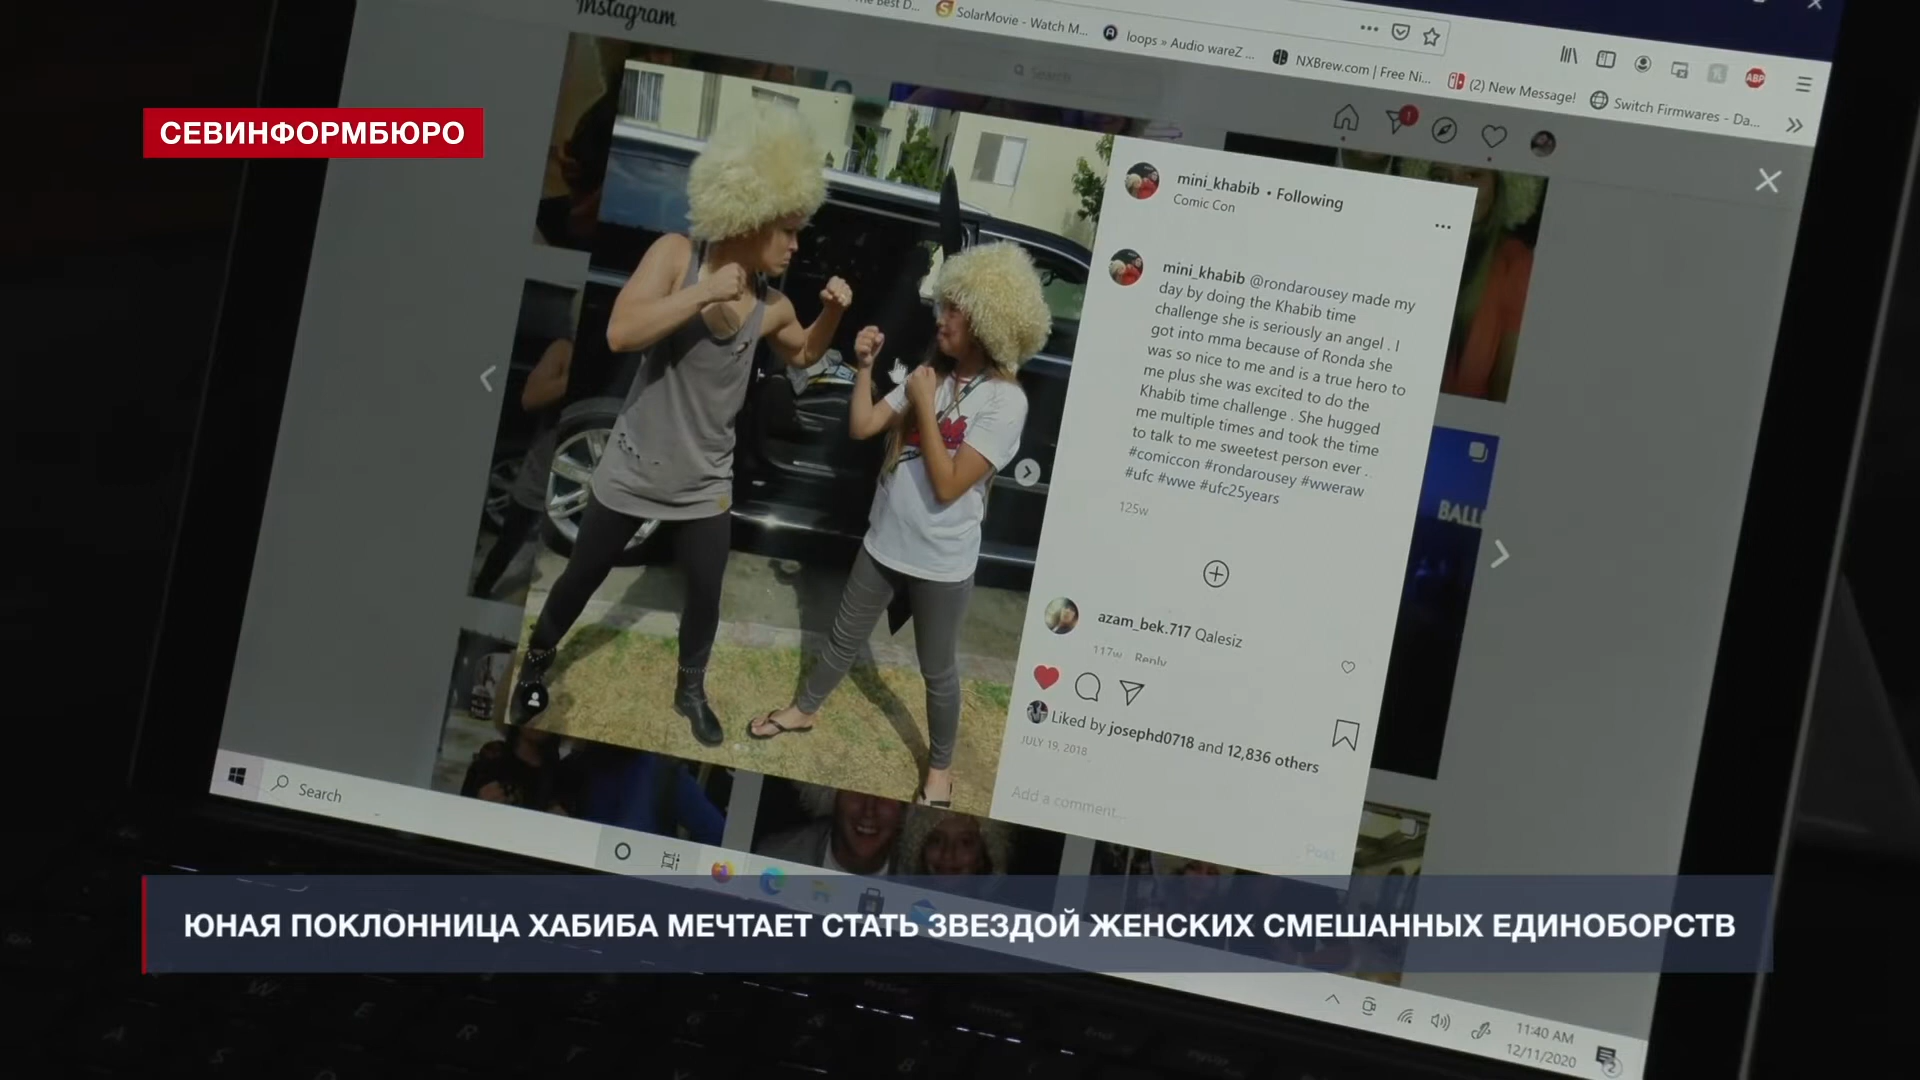 Instagram
SolarMovie - Watch M...
loops » Audio wareZ ...
NXBrew.com | Free Ni...
(2) New Message!
Switch Firmwares - Da...
ABP
Search
СЕВИНФОРМБЮРО
mini_khabib • Following
Comic Con
mini_khabib @rondarousey made my
day by doing the Khabib time
challenge she is seriously an angel . I
got into mma because of Ronda she
was so nice to me and is a true hero to
me plus she was excited to do the
Khabib time challenge . She hugged
me multiple times and took the time
to talk to me sweetest person ever .
#comiccon #rondarousey #wweraw
#ufc #wwe #ufc25years
125w
BALL
azam_bek.717 Qalesiz
117w Reply
Liked by josephd0718 and 12,836 others
JULY 19, 2018
Add a comment...
Post
Search
ЮНАЯ ПОКЛОННИЦА ХАБИБА МЕЧТАЕТ СТАТЬ ЗВЕЗДОЙ ЖЕНСКИХ СМЕШАННЫХ ЕДИНОБОРСТВ
11:40 AM
12/11/2020
2